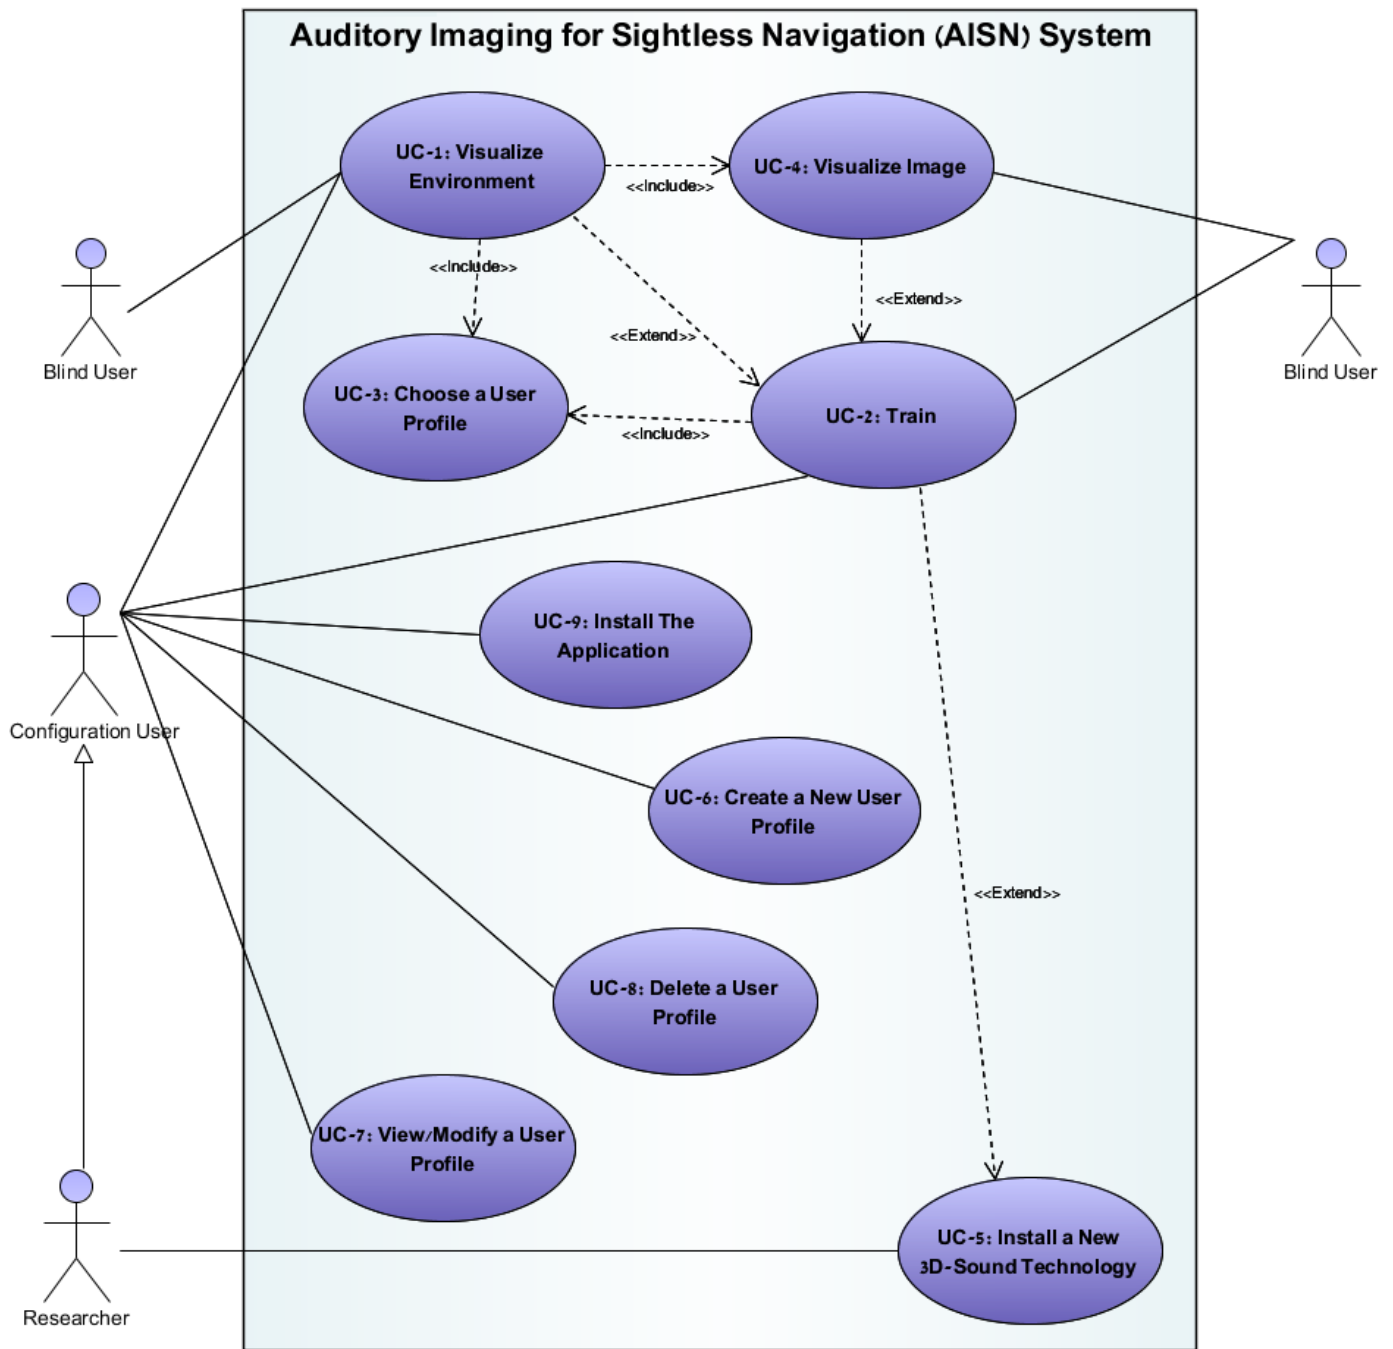 Auditory Imaging for Sightless Navigation (AISN) System
UC-1: Visualize
Environment
<<Include>>
UC-4: Visualize Image
<<Include>>
<<Extend>>
<<Extend>>
Blind User
Blind User
UC-3: Choose a User
Profile
<<Include>>
UC-2: Train
UC-9: Install The
Application
Configuration User
UC-6: Create a New User
Profile
<<Extend>>
UC-8: Delete a User
Profile
UC-7: View/Modify a User
Profile
UC-5: Install a New
3D-Sound Technology
Researcher